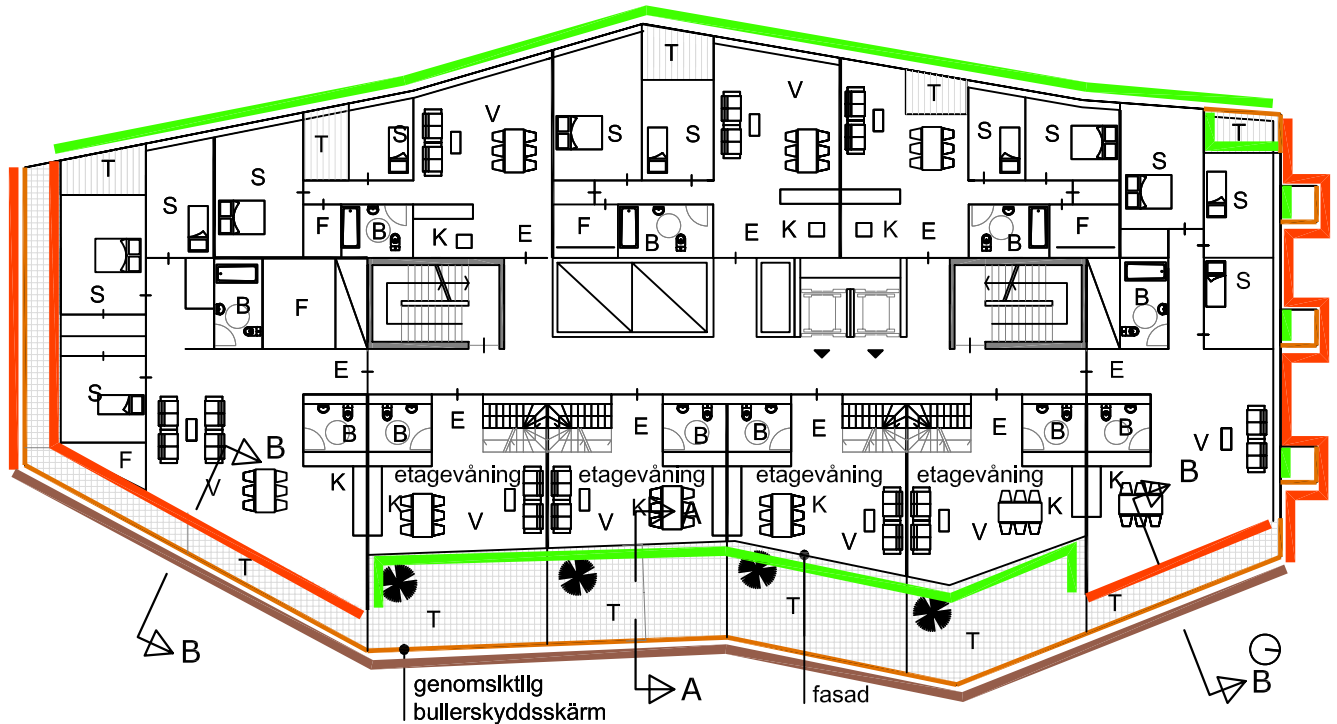 T
V T V
S S S T S S T
T S S
S S S
F B K E F B E K K E B F
S B F B S
E E
S E E E E
B B B B B B V
B F etagevåning etagevåning etagevåning etagevåning B
V K K V V K A K V V K K
T
T T T T T
B A B
genomsiktlig
bullerskyddsskärm
fasad